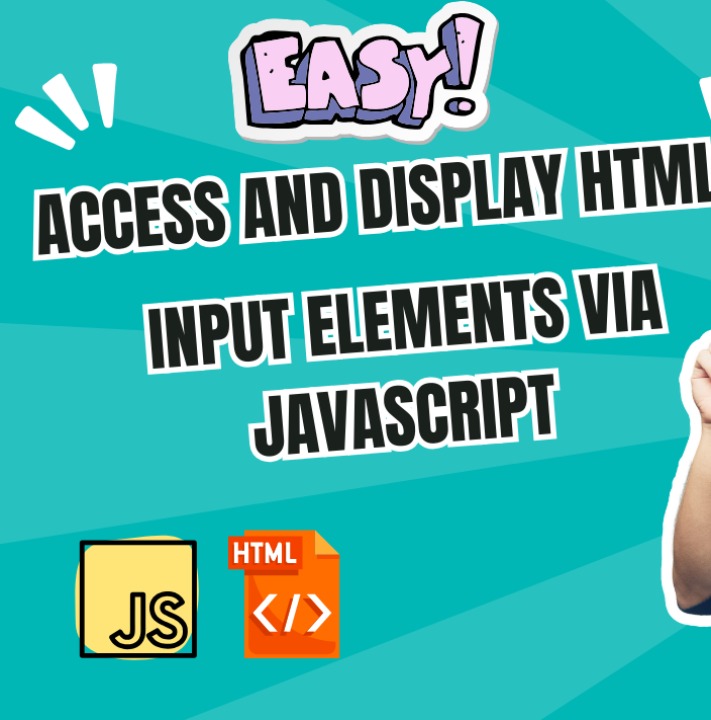 EASY!
ACCESS AND DISPLAY HTML
INPUT ELEMENTS VIA
JAVASCRIPT
JS
HTML
</>